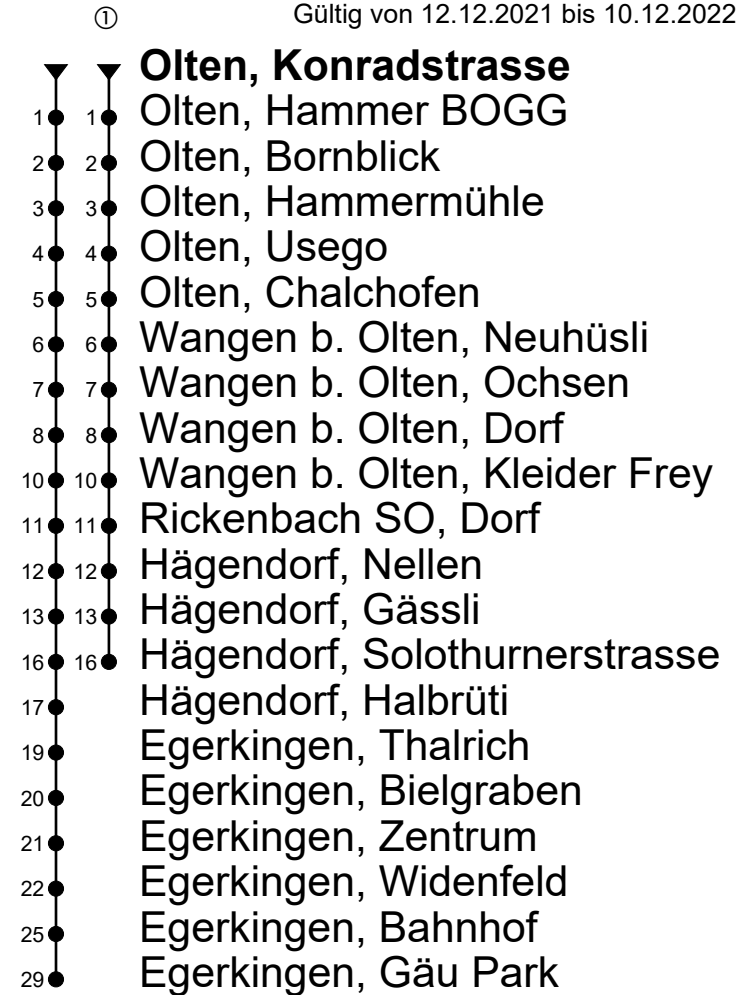 ① Gültig von 12.12.2021 bis 10.12.2022
Olten, Konradstrasse
1 1 Olten, Hammer BOGG
2 2 Olten, Bornblick
3 3 Olten, Hammermühle
4 4 Olten, Usego
5 5 Olten, Chalchofen
6 6 Wangen b. Olten, Neuhüsli
7 7 Wangen b. Olten, Ochsen
8 8 Wangen b. Olten, Dorf
10 10 Wangen b. Olten, Kleider Frey
11 11 Rickenbach SO, Dorf
12 12 Hägendorf, Nellen
13 13 Hägendorf, Gässli
16 16 Hägendorf, Solothurnerstrasse
17 Hägendorf, Halbrüti
19 Egerkingen, Thalrich
20 Egerkingen, Bielgraben
21 Egerkingen, Zentrum
22 Egerkingen, Widenfeld
25 Egerkingen, Bahnhof
29 Egerkingen, Gäu Park